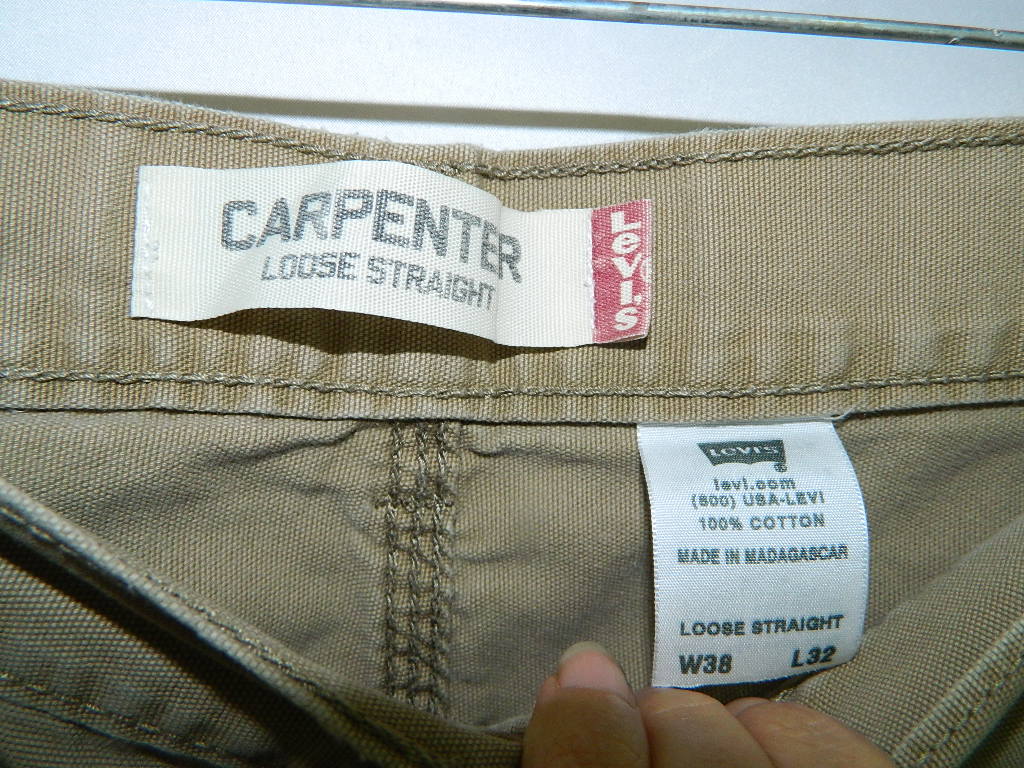 CARPENTER
LOOSE STRAIGHT
Levi's
LEVI'S
®
levi.com
(800) USA-LEVI
100% COTTON
MADE IN MADAGASCAR
LOOSE STRAIGHT
W38 L32